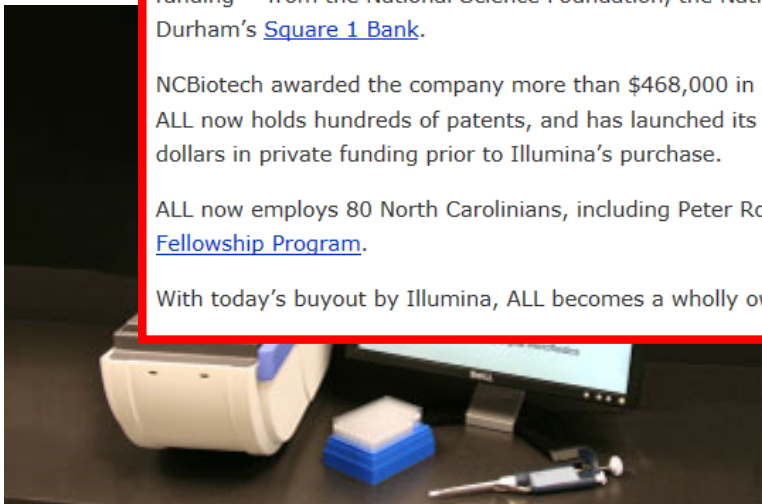 Durham's Square 1 Bank.
NCBiotech awarded the company more than $468,000 in
ALL now holds hundreds of patents, and has launched its
dollars in private funding prior to Illumina's purchase.
ALL now employs 80 North Carolinians, including Peter
Fellowship Program.
With today's buyout by Illumina, ALL becomes a wholly
DELL